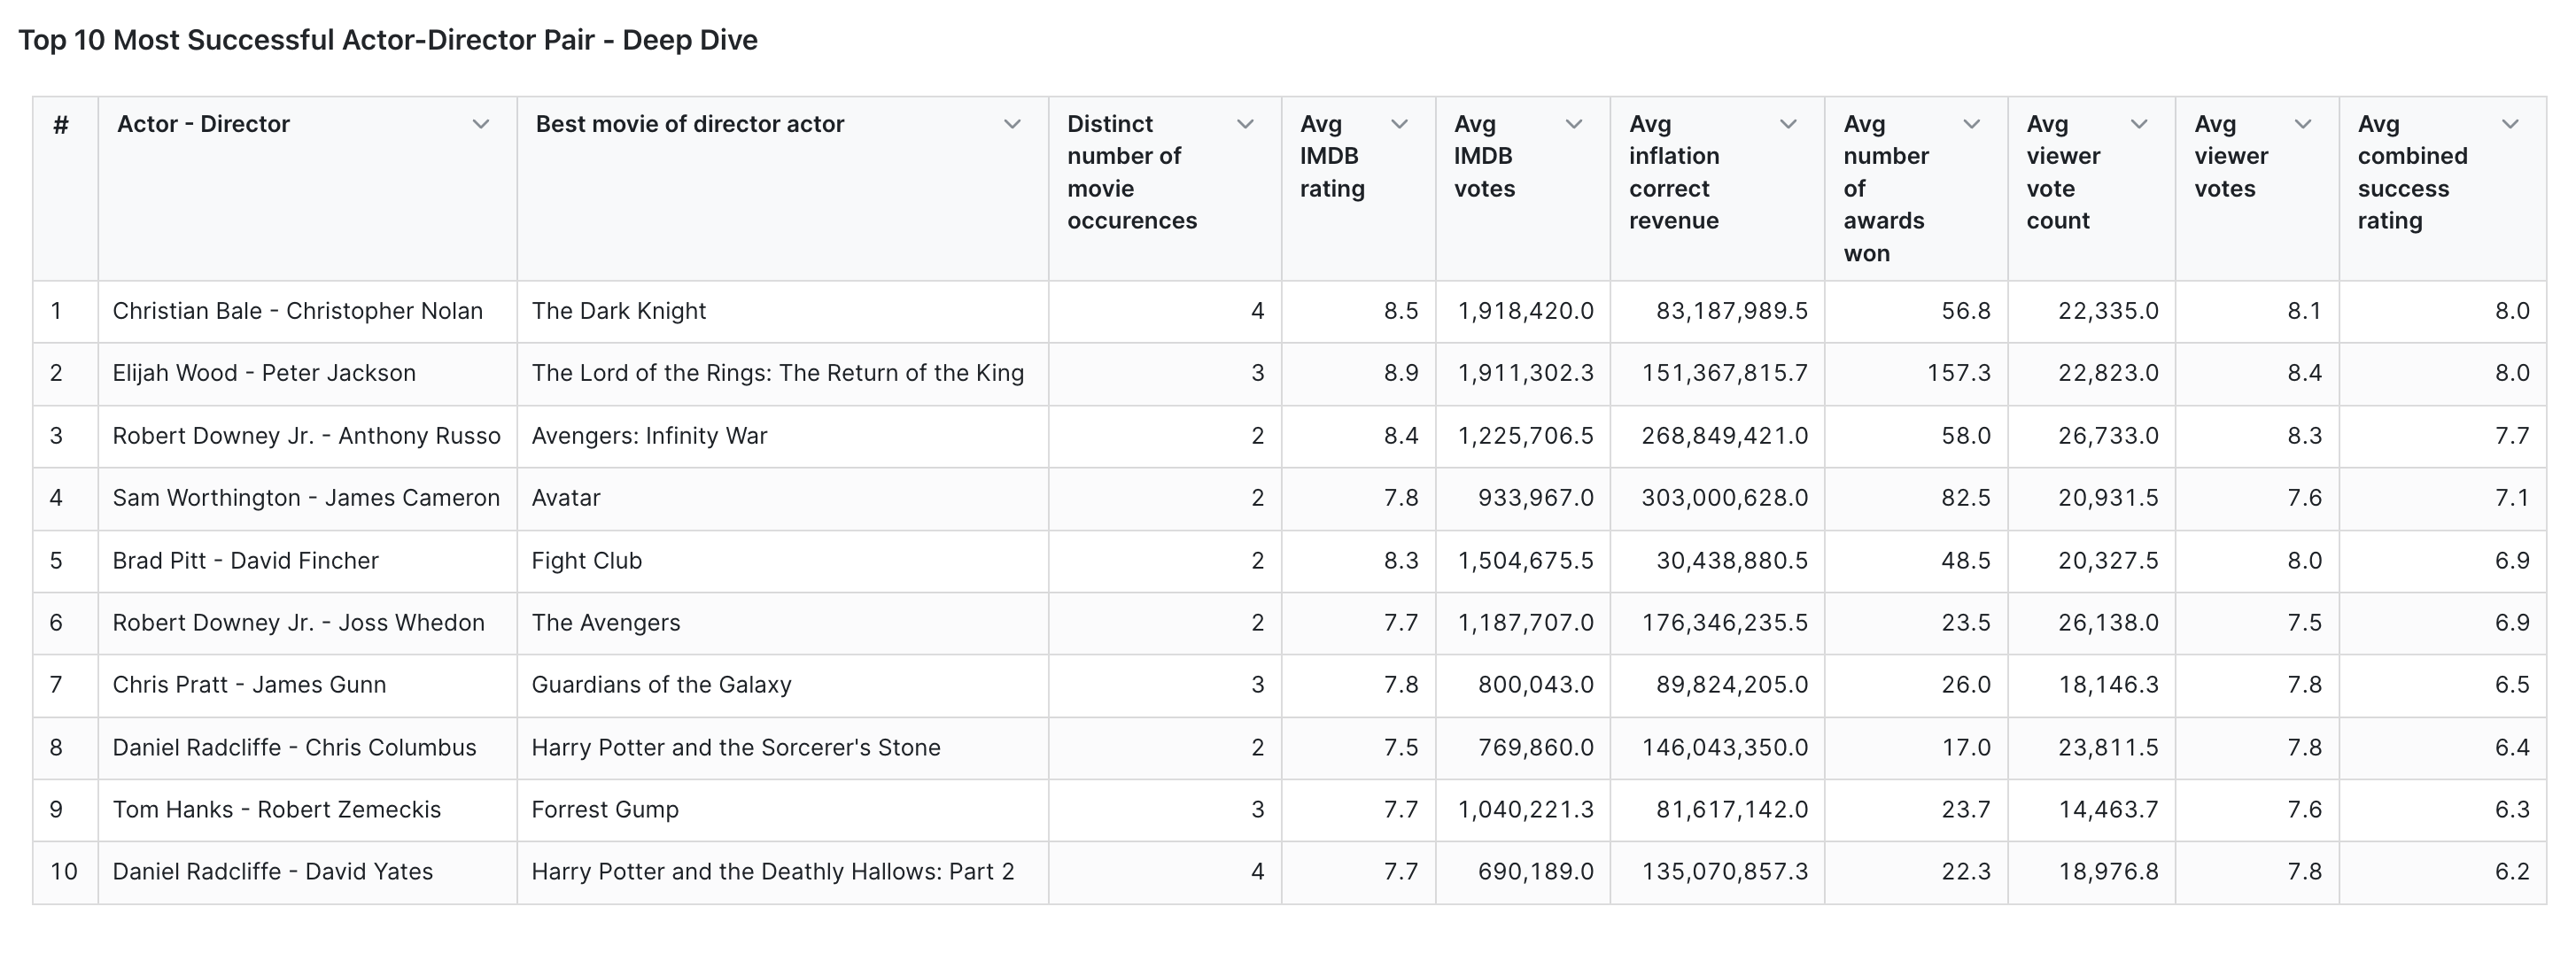 Top 10 Most Successful Actor-Director Pair - Deep Dive
# Actor - Director Best movie of director actor Distinct number of movie occurences Avg IMDB rating Avg IMDB votes Avg inflation correct revenue Avg number of awards won Avg viewer vote count Avg viewer votes Avg combined success rating
1 Christian Bale - Christopher Nolan The Dark Knight 4 8.5 1,918,420.0 83,187,989.5 56.8 22,335.0 8.1 8.0
2 Elijah Wood - Peter Jackson The Lord of the Rings: The Return of the King 3 8.9 1,911,302.3 151,367,815.7 157.3 22,823.0 8.4 8.0
3 Robert Downey Jr. - Anthony Russo Avengers: Infinity War 2 8.4 1,225,706.5 268,849,421.0 58.0 26,733.0 8.3 7.7
4 Sam Worthington - James Cameron Avatar 2 7.8 933,967.0 303,000,628.0 82.5 20,931.5 7.6 7.1
5 Brad Pitt - David Fincher Fight Club 2 8.3 1,504,675.5 30,438,880.5 48.5 20,327.5 8.0 6.9
6 Robert Downey Jr. - Joss Whedon The Avengers 2 7.7 1,187,707.0 176,346,235.5 23.5 26,138.0 7.5 6.9
7 Chris Pratt - James Gunn Guardians of the Galaxy 3 7.8 800,043.0 89,824,205.0 26.0 18,146.3 7.8 6.5
8 Daniel Radcliffe - Chris Columbus Harry Potter and the Sorcerer's Stone 2 7.5 769,860.0 146,043,350.0 17.0 23,811.5 7.8 6.4
9 Tom Hanks - Robert Zemeckis Forrest Gump 3 7.7 1,040,221.3 81,617,142.0 23.7 14,463.7 7.6 6.3
10 Daniel Radcliffe - David Yates Harry Potter and the Deathly Hallows: Part 2 4 7.7 690,189.0 135,070,857.3 22.3 18,976.8 7.8 6.2